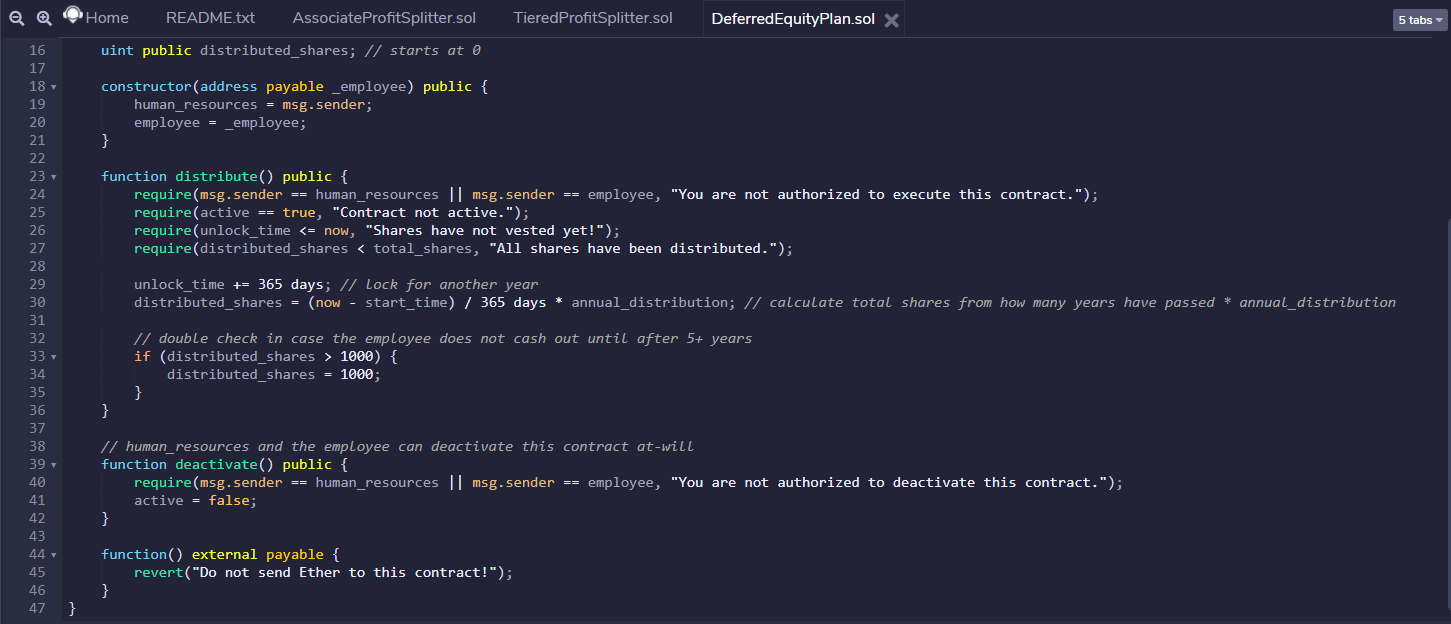 Home README.txt AssociateProfitSplitter.sol TieredProfitSplitter.sol DeferredEquityPlan.sol 5 tabs
16 uint public distributed_shares; // starts at 0
17
18 constructor(address payable _employee) public {
19 human_resources = msg.sender;
20 employee = _employee;
21 }
22
23 function distribute() public {
24 require(msg.sender == human_resources || msg.sender == employee, "You are not authorized to execute this contract.");
25 require(active == true, "Contract not active.");
26 require(unlock_time <= now, "Shares have not vested yet!");
27 require(distributed_shares < total_shares, "All shares have been distributed.");
28
29 unlock_time += 365 days; // lock for another year
30 distributed_shares = (now - start_time) / 365 days * annual_distribution; // calculate total shares from how many years have passed * annual_distribution
31
32 // double check in case the employee does not cash out until after 5+ years
33 if (distributed_shares > 1000) {
34 distributed_shares = 1000;
35 }
36 }
37
38 // human_resources and the employee can deactivate this contract at-will
39 function deactivate() public {
40 require(msg.sender == human_resources || msg.sender == employee, "You are not authorized to deactivate this contract.");
41 active = false;
42 }
43
44 function() external payable {
45 revert("Do not send Ether to this contract!");
46 }
47 }